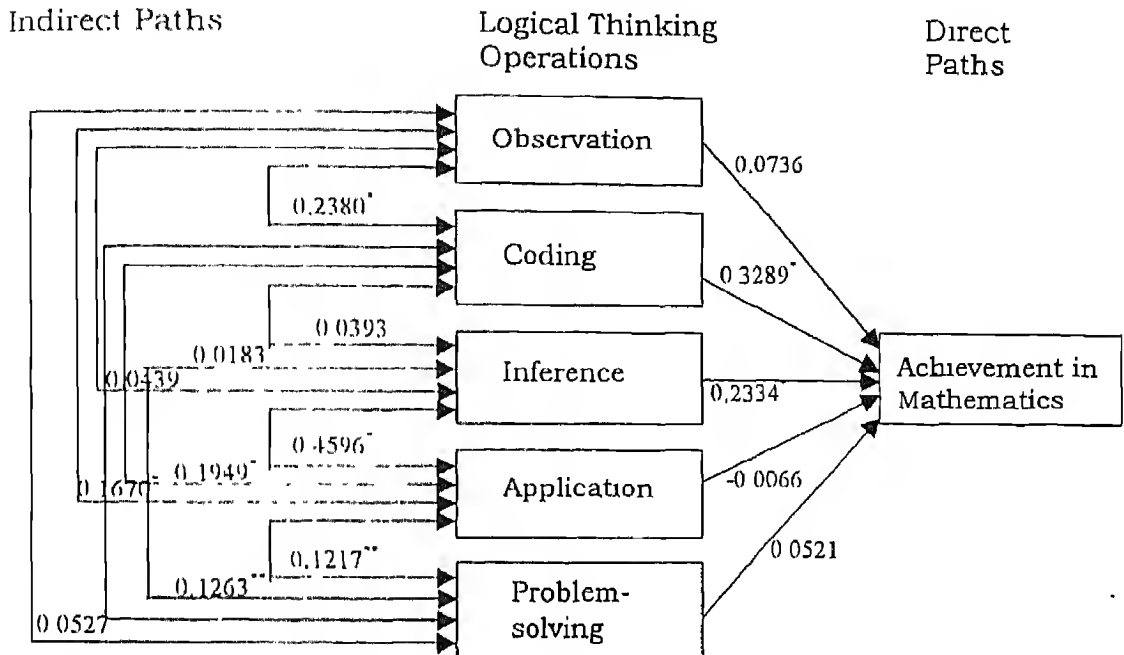 Indirect Paths
Logical Thinking
Operations
Direct
Paths
Observation
0.0736
0.2380*
Coding
0 3289*
0 0393
0 0183
Inference
0.0439
0.2334
Achievement in
Mathematics
0 4596*
0.1949*
0.1670
Application
-0 0066
0.1217**
0 0521
0.1263**
Problem-
solving
0 0527